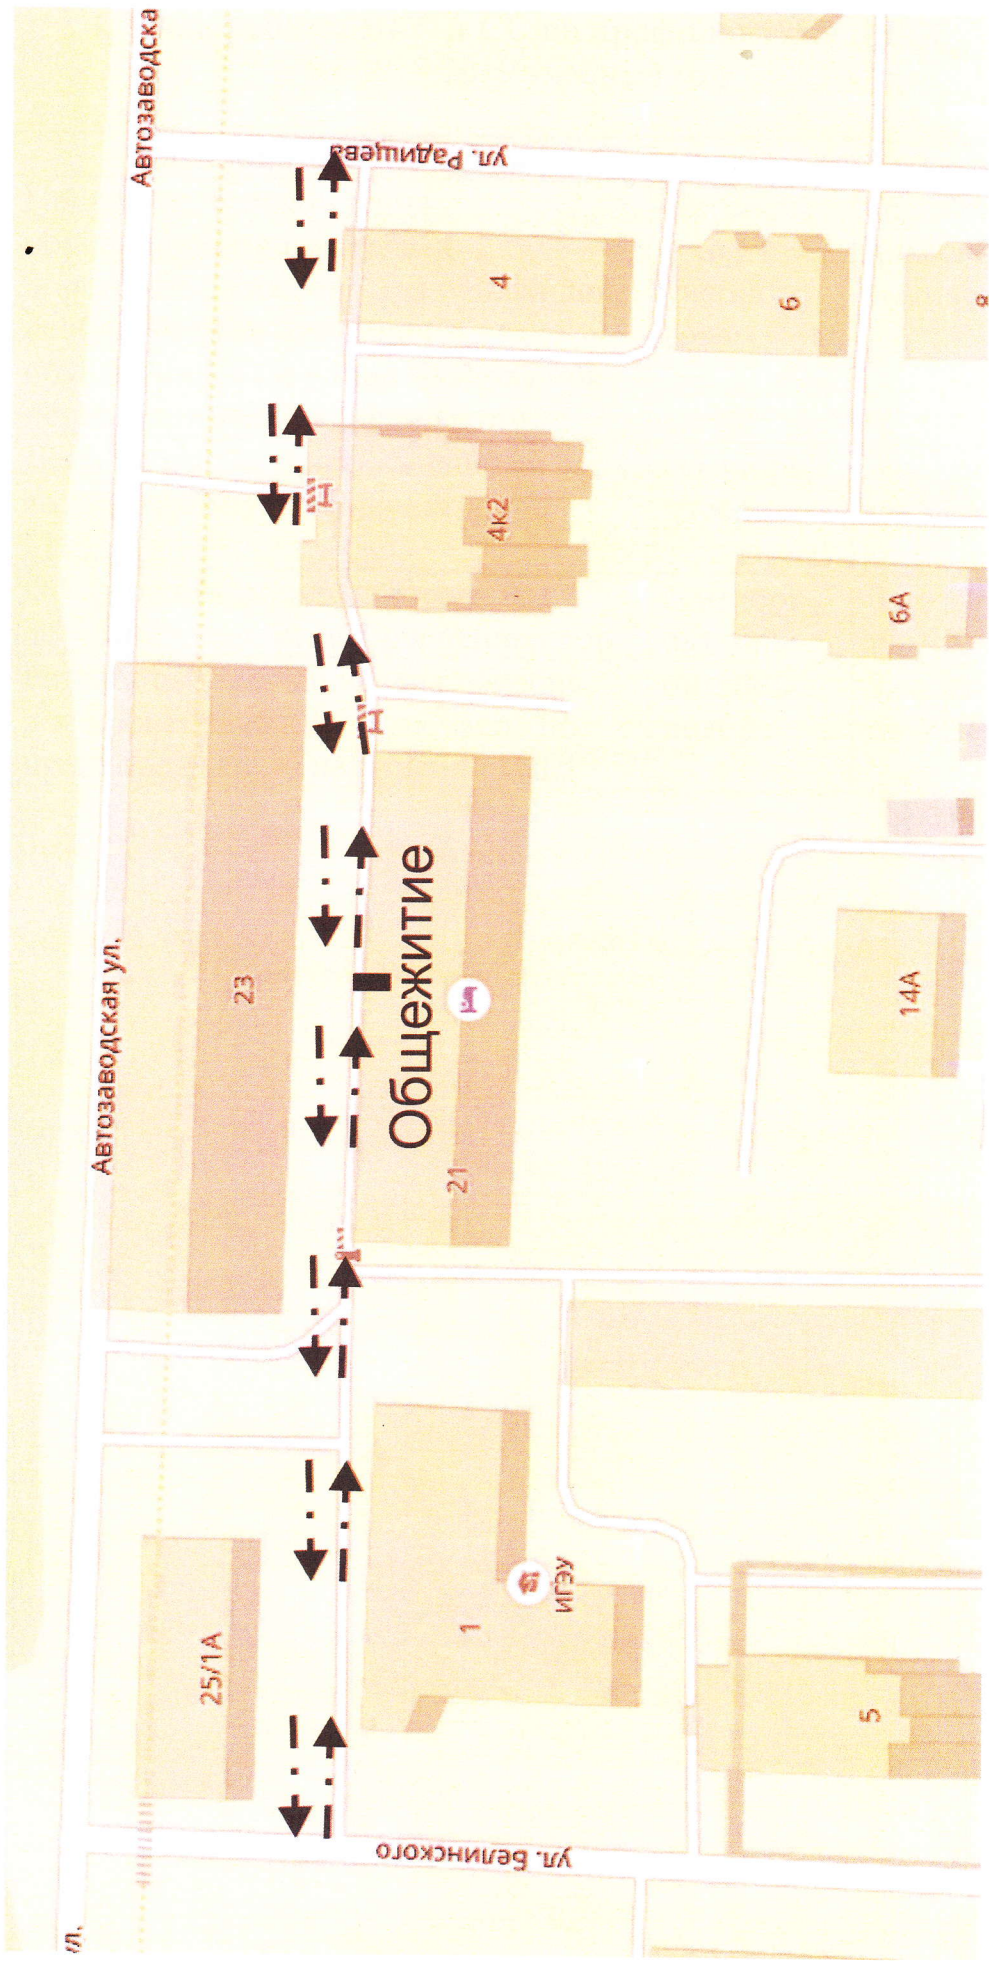 Автозаводска
ул. Радищева
4
6
8
4к2
6А
Автозаводская ул.
23
Общежитие
21
14А
25/1А
1
ИГЭУ
5
ул. Белинского
ул.